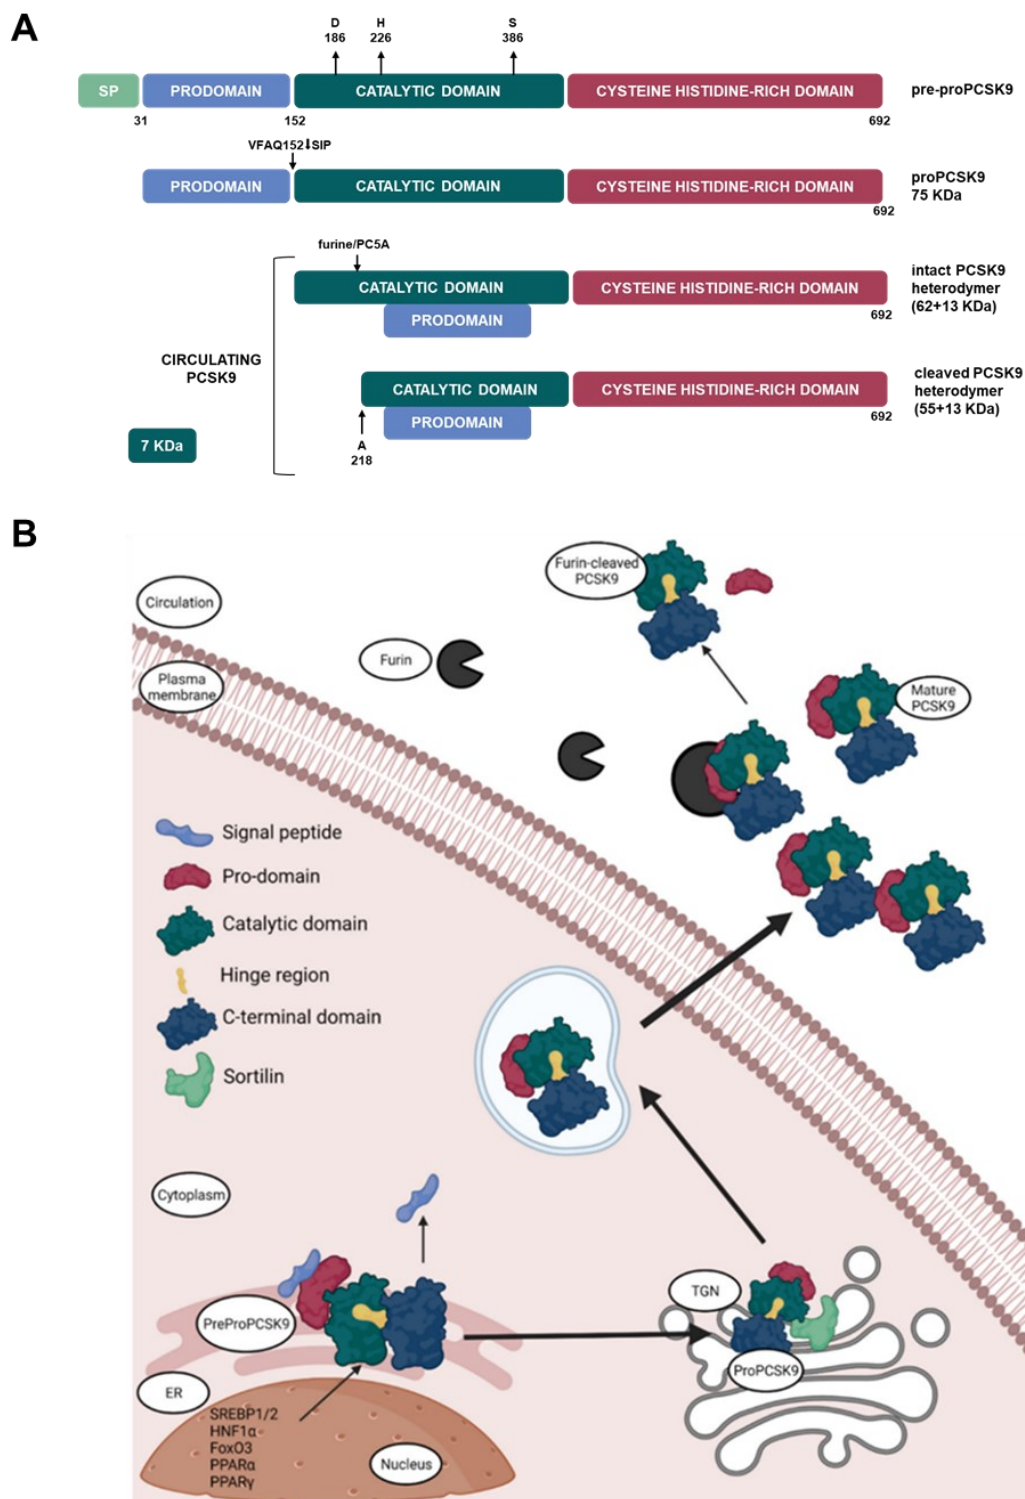 A
D H S
186 226 386
SP PRODOMAIN CATALYTIC DOMAIN CYSTEINE HISTIDINE-RICH DOMAIN pre-proPCSK9
31 152 692
VFAQ152⬇SIP
PRODOMAIN CATALYTIC DOMAIN CYSTEINE HISTIDINE-RICH DOMAIN
proPCSK9
75 KDa
692
furine/PC5A
CATALYTIC DOMAIN CYSTEINE HISTIDINE-RICH DOMAIN
intact PCSK9
heterodymer
(62+13 KDa)
692
PRODOMAIN
CIRCULATING
PCSK9
CATALYTIC DOMAIN CYSTEINE HISTIDINE-RICH DOMAIN
cleaved PCSK9
heterodymer
(55+13 KDa)
692
PRODOMAIN
7 KDa
A
218
B
Furin-cleaved
PCSK9
Circulation
Furin
Plasma
membrane
Mature
PCSK9
Signal peptide
Pro-domain
Catalytic domain
Hinge region
C-terminal domain
Sortilin
Cytoplasm
TGN
PreProPCSK9
ProPCSK9
ER
SREBP1/2
HNF1α
FoxO3
PPARα
PPARγ
Nucleus